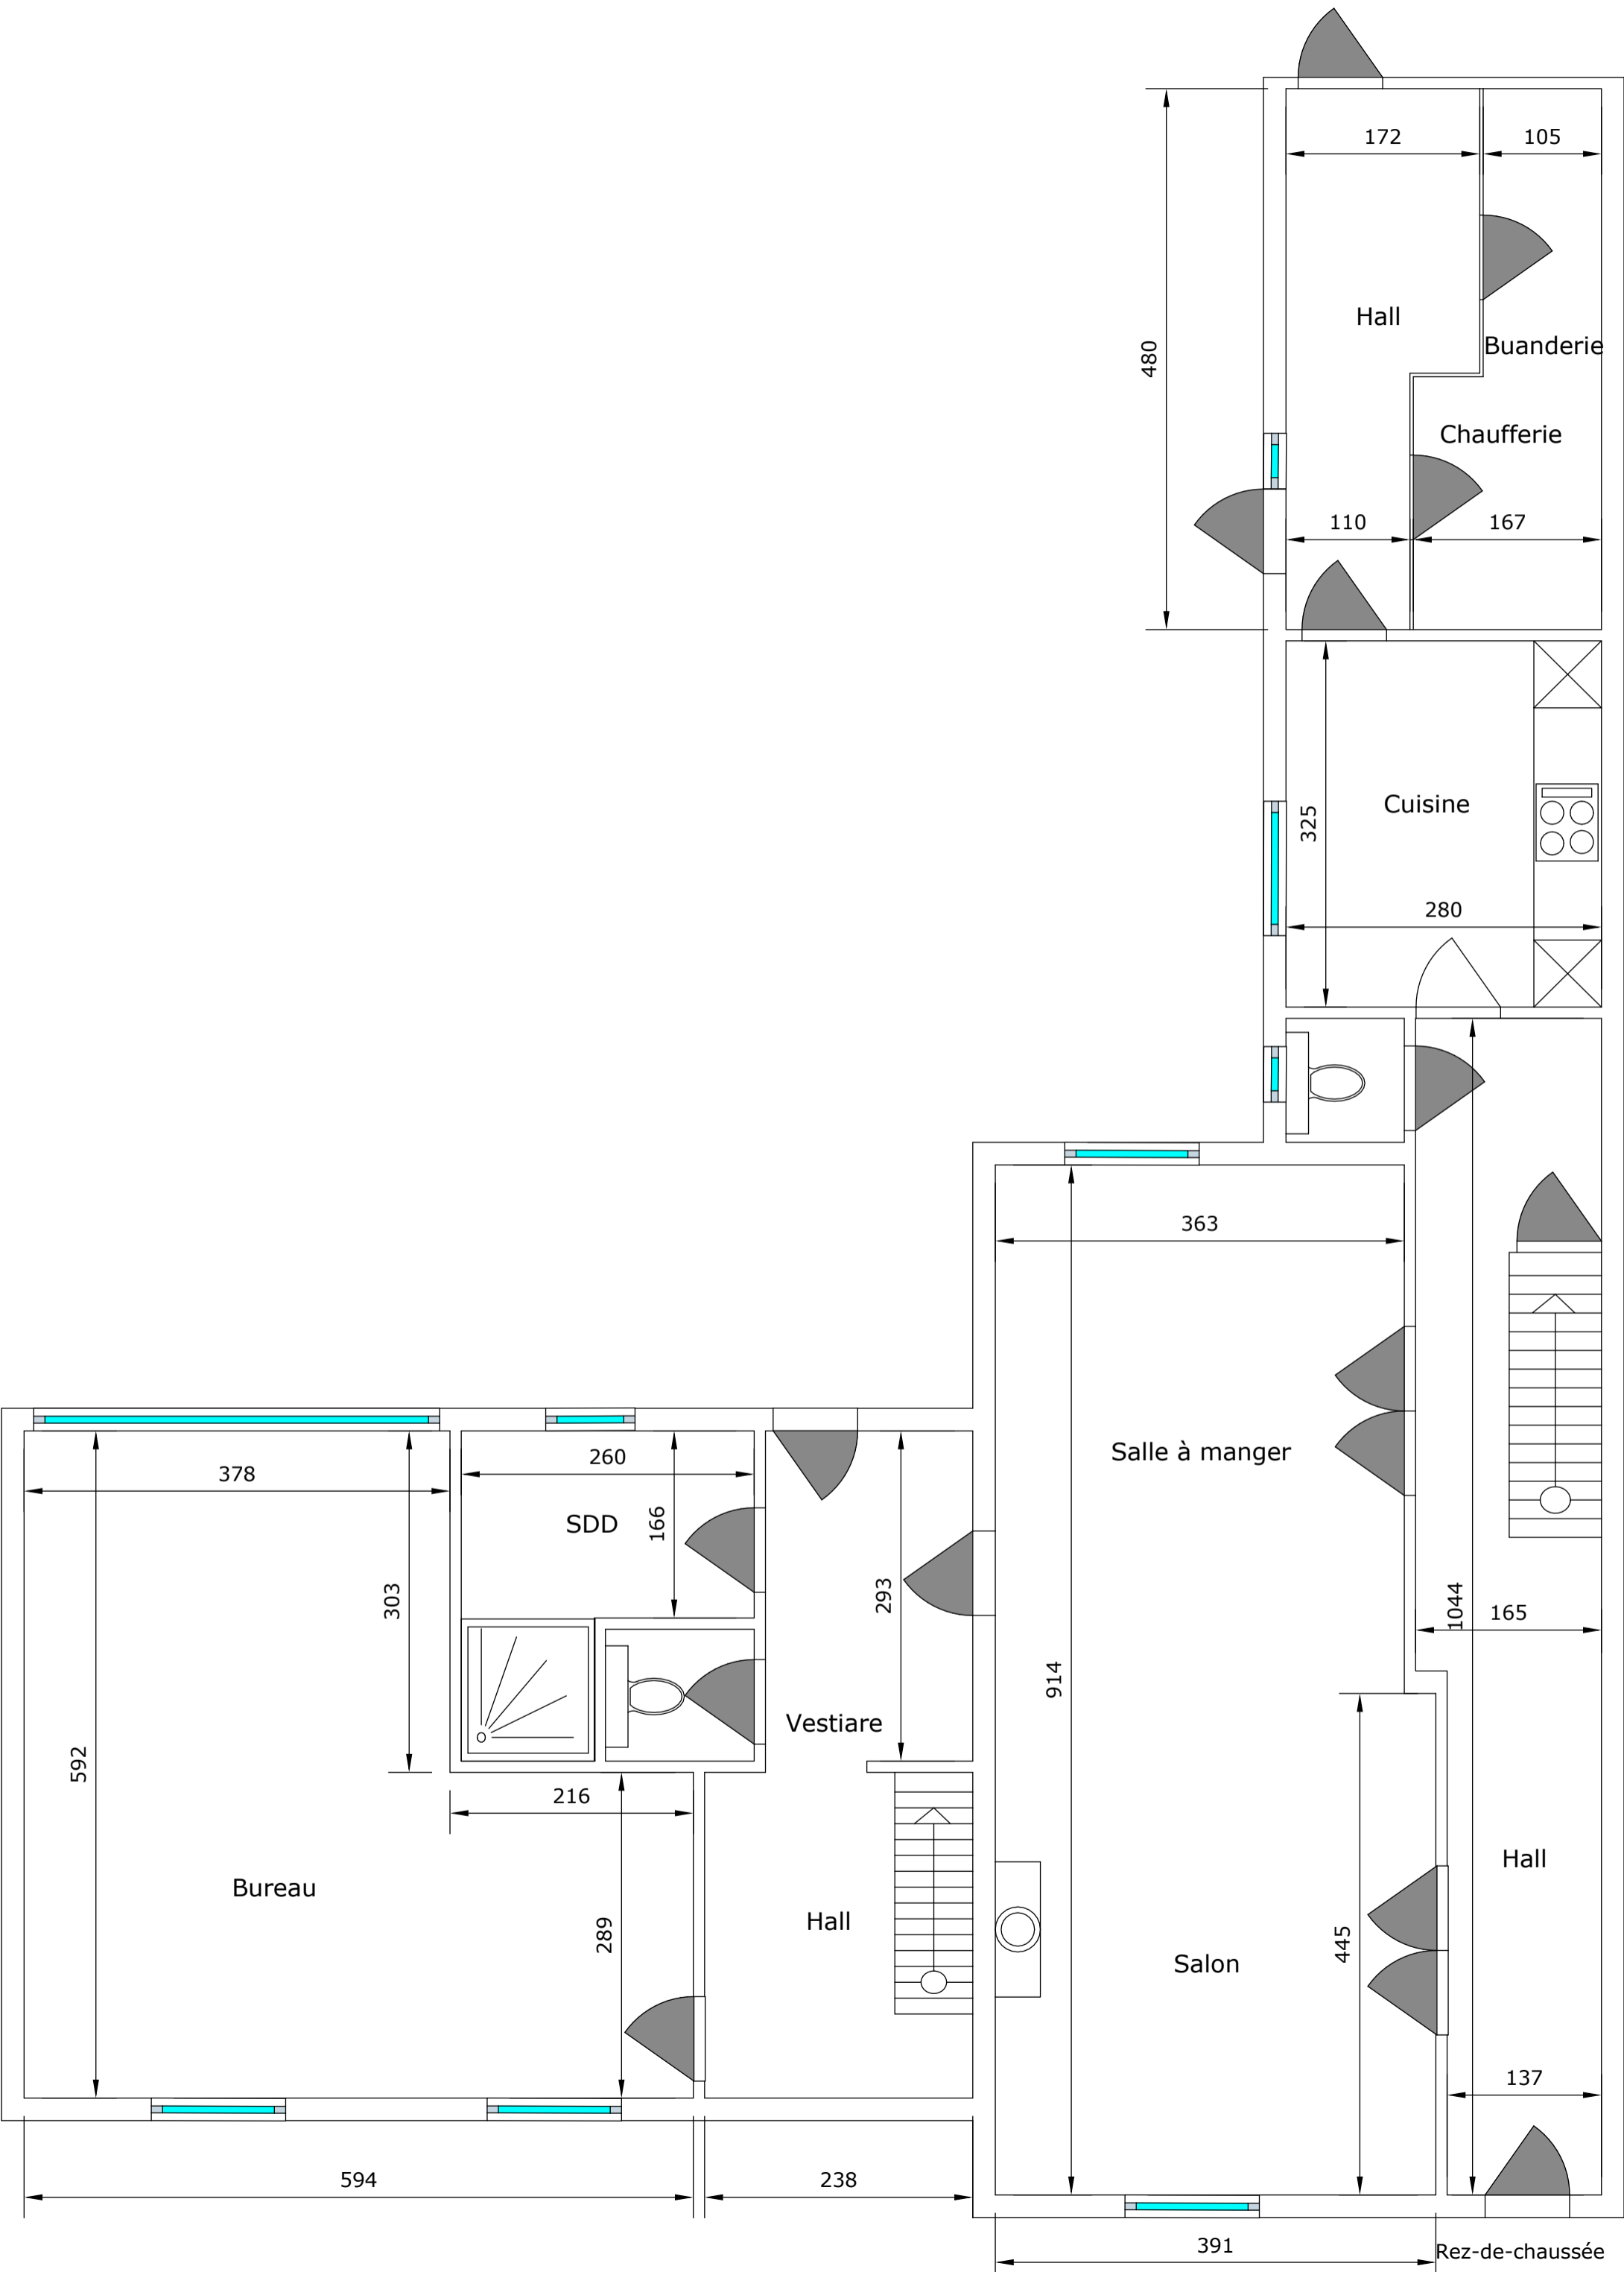 172
105
Hall
Buanderie
480
Chaufferie
110
167
Cuisine
325
280
363
Salle à manger
378
260
SDD
166
303
293
1044
165
914
Vestiare
592
216
Hall
Bureau
Hall
289
445
Salon
137
594
238
391
Rez-de-chaussée